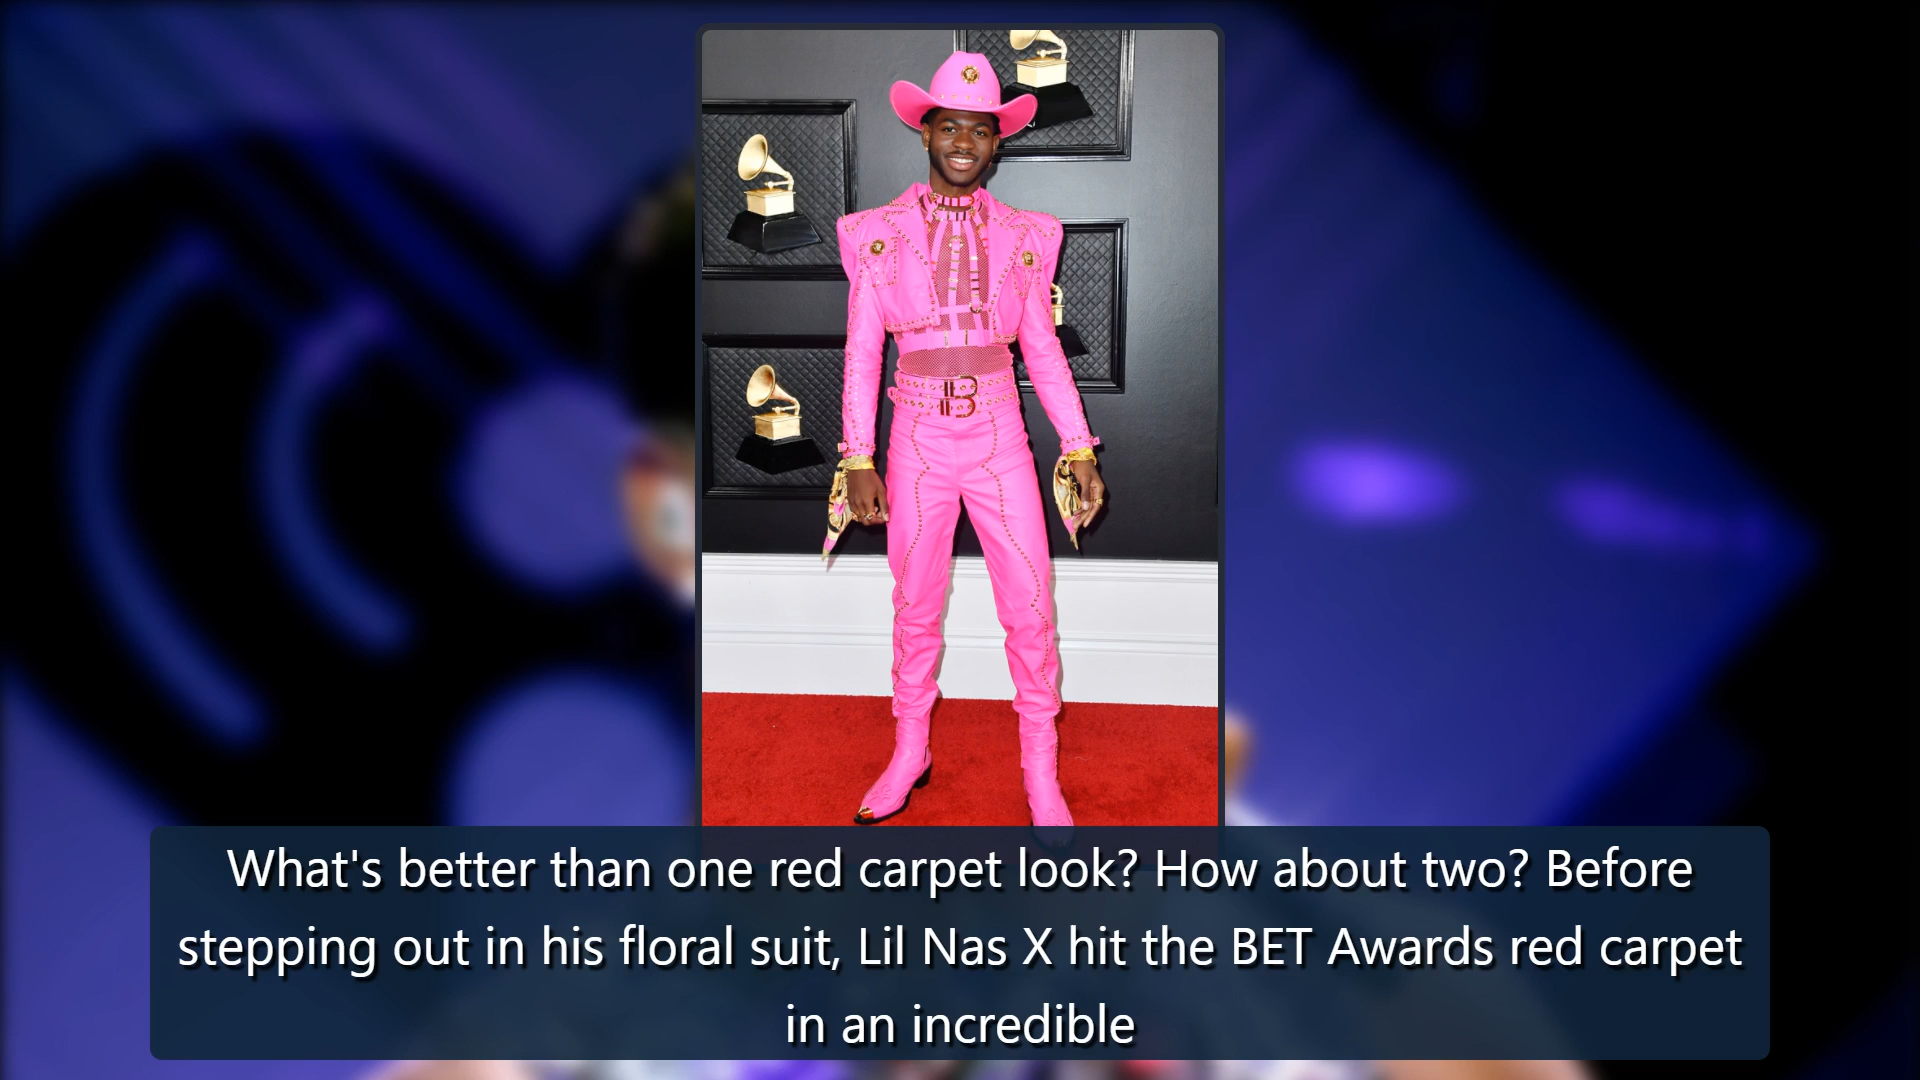 What's better than one red carpet look? How about two? Before
stepping out in his floral suit, Lil Nas X hit the BET Awards red carpet
in an incredible